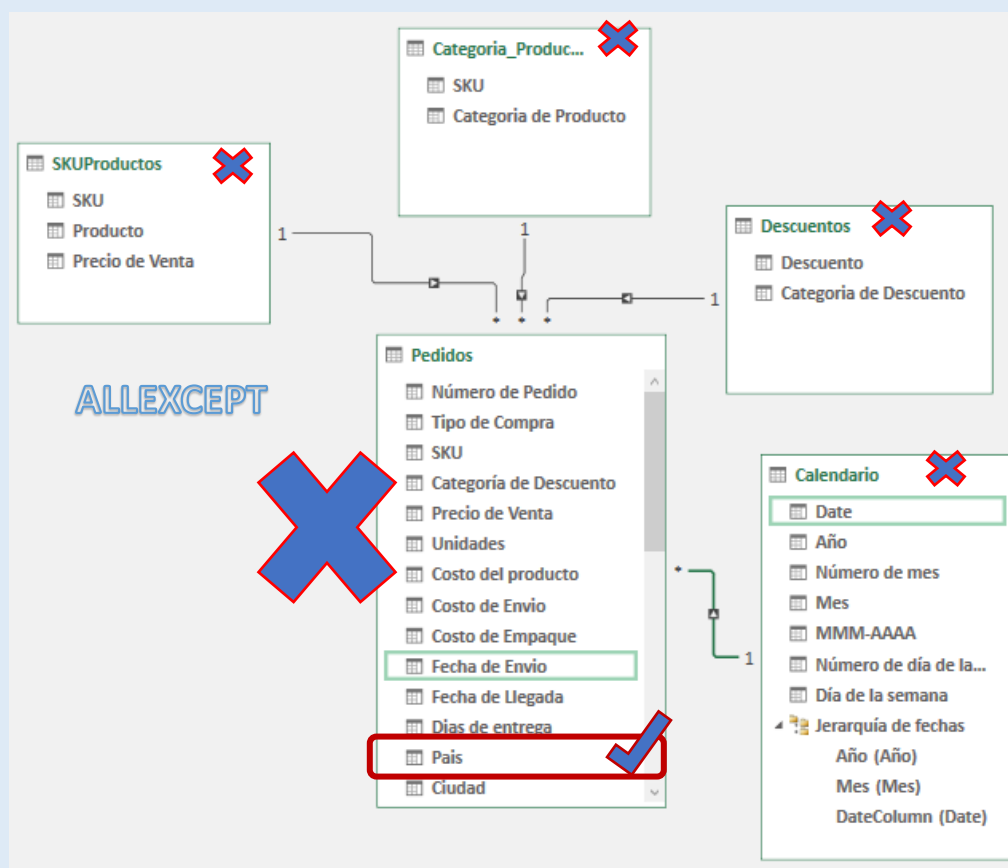 Categoria_Produc...
SKU
Categoria de Producto
SKUProductos
SKU
Producto
Precio de Venta
Descuentos
Descuento
Categoria de Descuento
1
1
1
*
*
*
ALLEXCEPT
Pedidos
Número de Pedido
Tipo de Compra
SKU
Categoría de Descuento
Precio de Venta
Unidades
Costo del producto
Costo de Envio
Costo de Empaque
Fecha de Envio
Fecha de Llegada
Dias de entrega
Pais
Ciudad
*
1
Calendario
Date
Año
Número de mes
Mes
MMM-AAAA
Número de día de la...
Día de la semana
Jerarquía de fechas
Año (Año)
Mes (Mes)
DateColumn (Date)